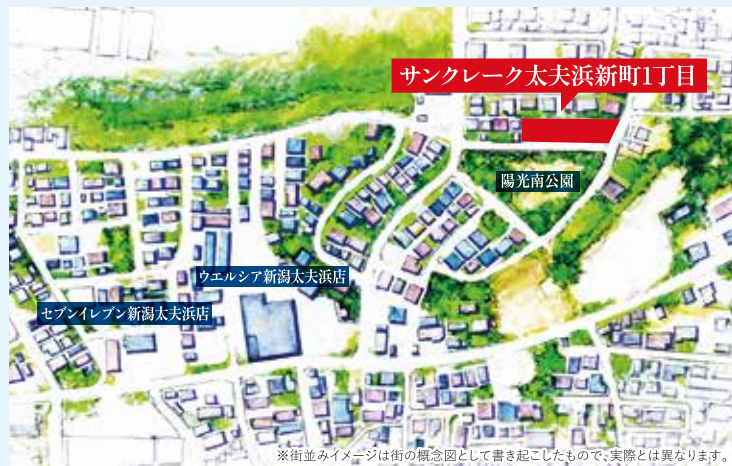 サンクレーク太夫浜新町1丁目
陽光南公園
ウエルシア新潟太夫浜店
セブンイレブン新潟太夫浜店
※街並みイメージは街の概念図として書き起こしたもので、実際とは異なります。